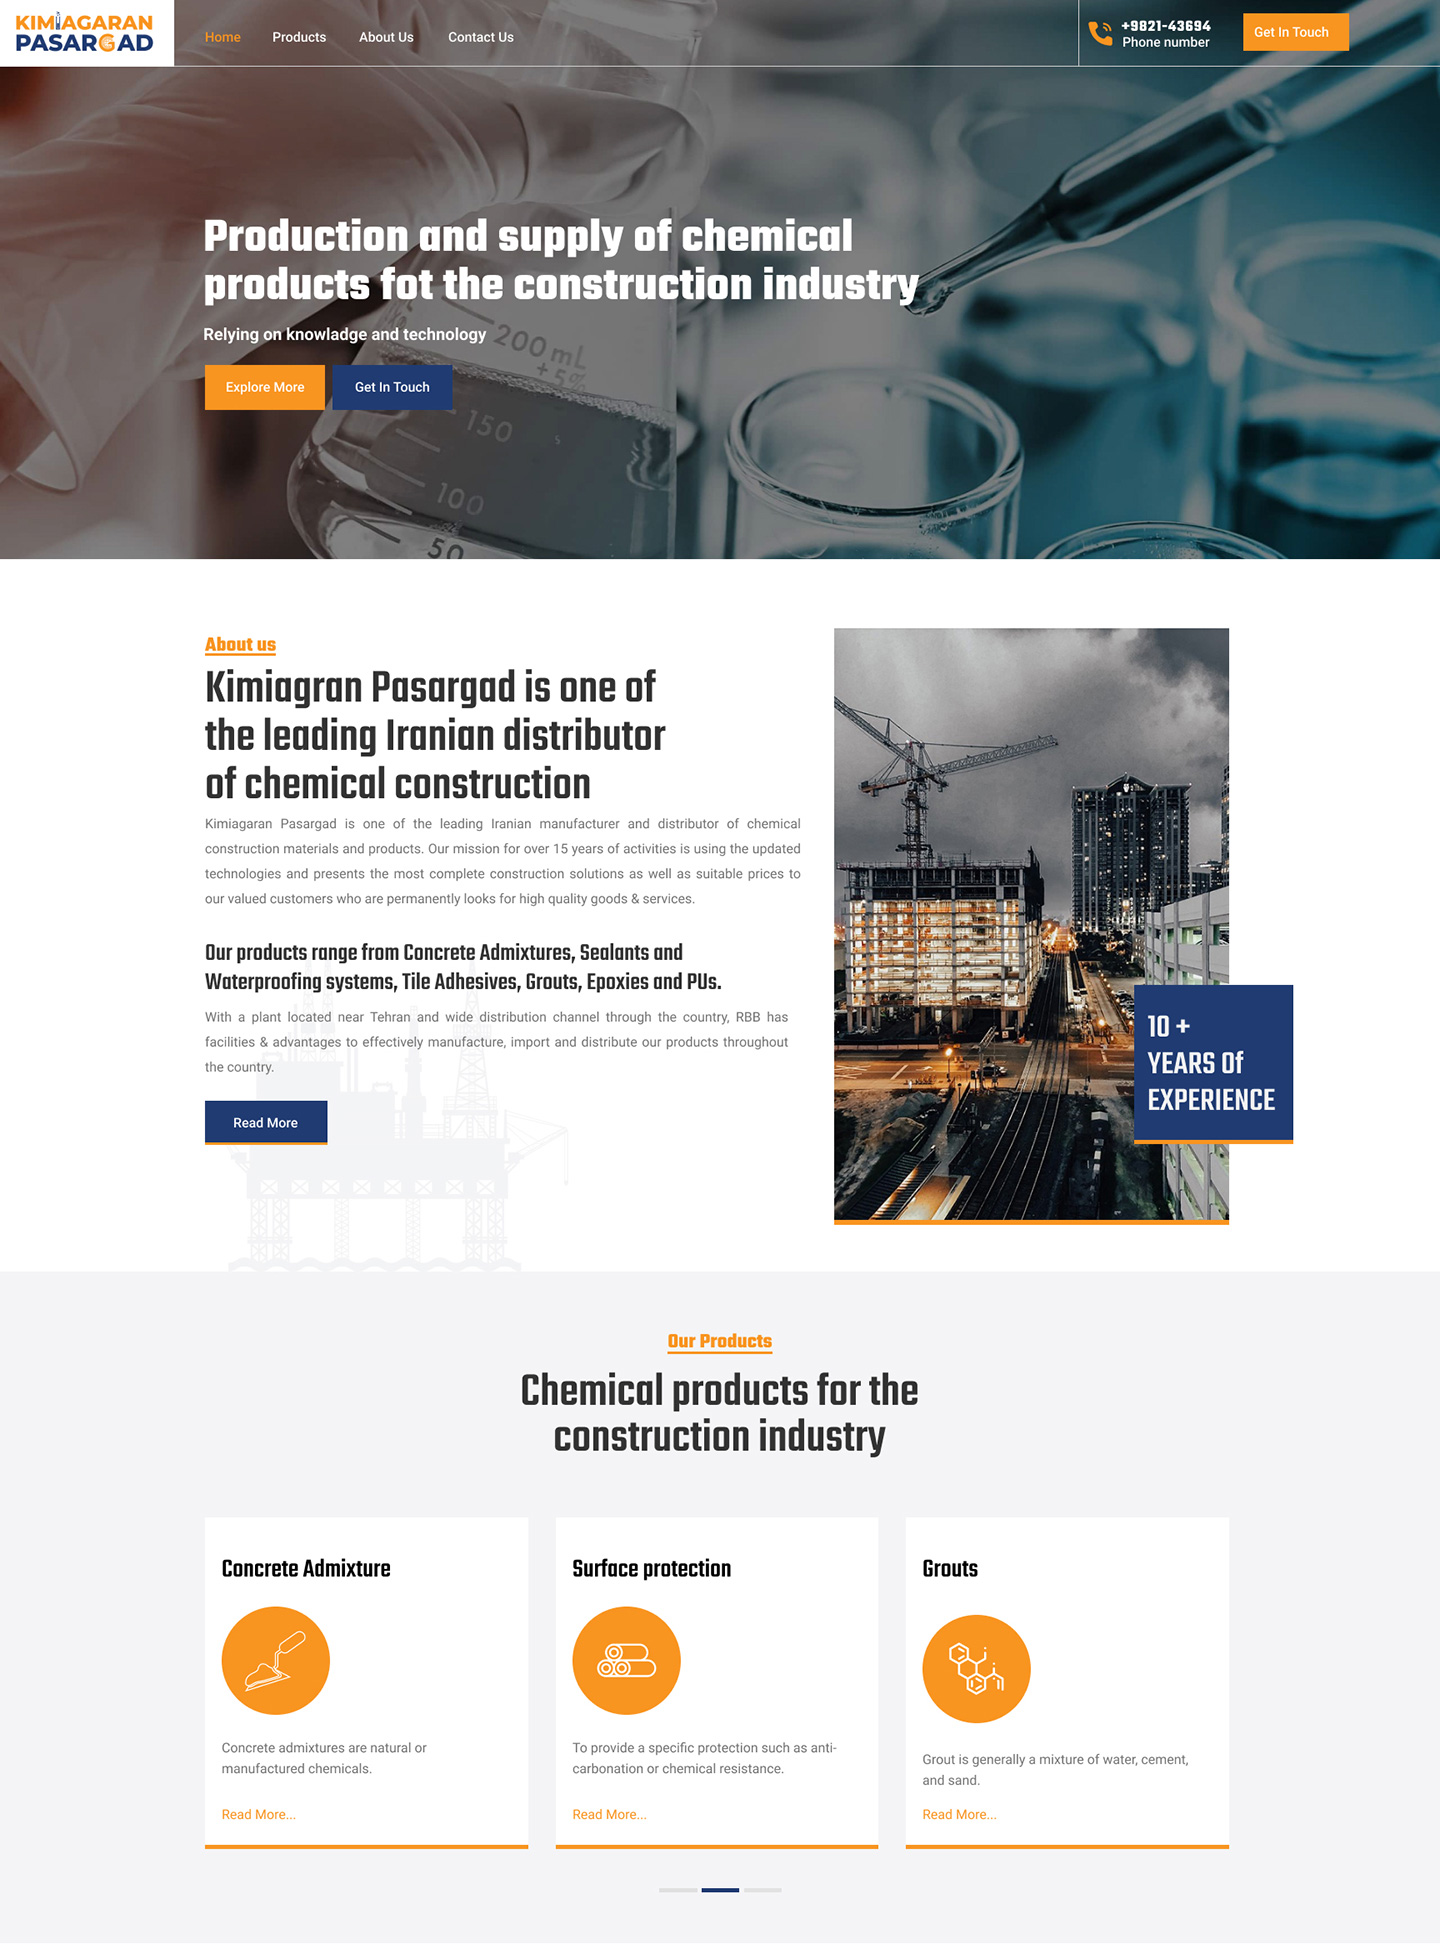 KIMIAGARAN
PASARGAD
Home Products About Us Contact Us
+9821-43694
Phone number
Get In Touch
Production and supply of chemical
products fot the construction industry
Relying on knowladge and technology
Explore More Get In Touch
200 mL
+ 5%
150
100
50
About us
Kimiagran Pasargad is one of
the leading Iranian distributor
of chemical construction
Kimiagaran Pasargad is one of the leading Iranian manufacturer and distributor of chemical
construction materials and products. Our mission for over 15 years of activities is using the updated
technologies and presents the most complete construction solutions as well as suitable prices to
our valued customers who are permanently looks for high quality goods & services.
Our products range from Concrete Admixtures, Sealants and
Waterproofing systems, Tile Adhesives, Grouts, Epoxies and PUs.
With a plant located near Tehran and wide distribution channel through the country, RBB has
facilities & advantages to effectively manufacture, import and distribute our products throughout
the country.
Read More
10 +
YEARS Of
EXPERIENCE
Our Products
Chemical products for the
construction industry
Concrete Admixture
Concrete admixtures are natural or
manufactured chemicals.
Read More...
Surface protection
To provide a specific protection such as anti-
carbonation or chemical resistance.
Read More...
Grouts
Grout is generally a mixture of water, cement,
and sand.
Read More...